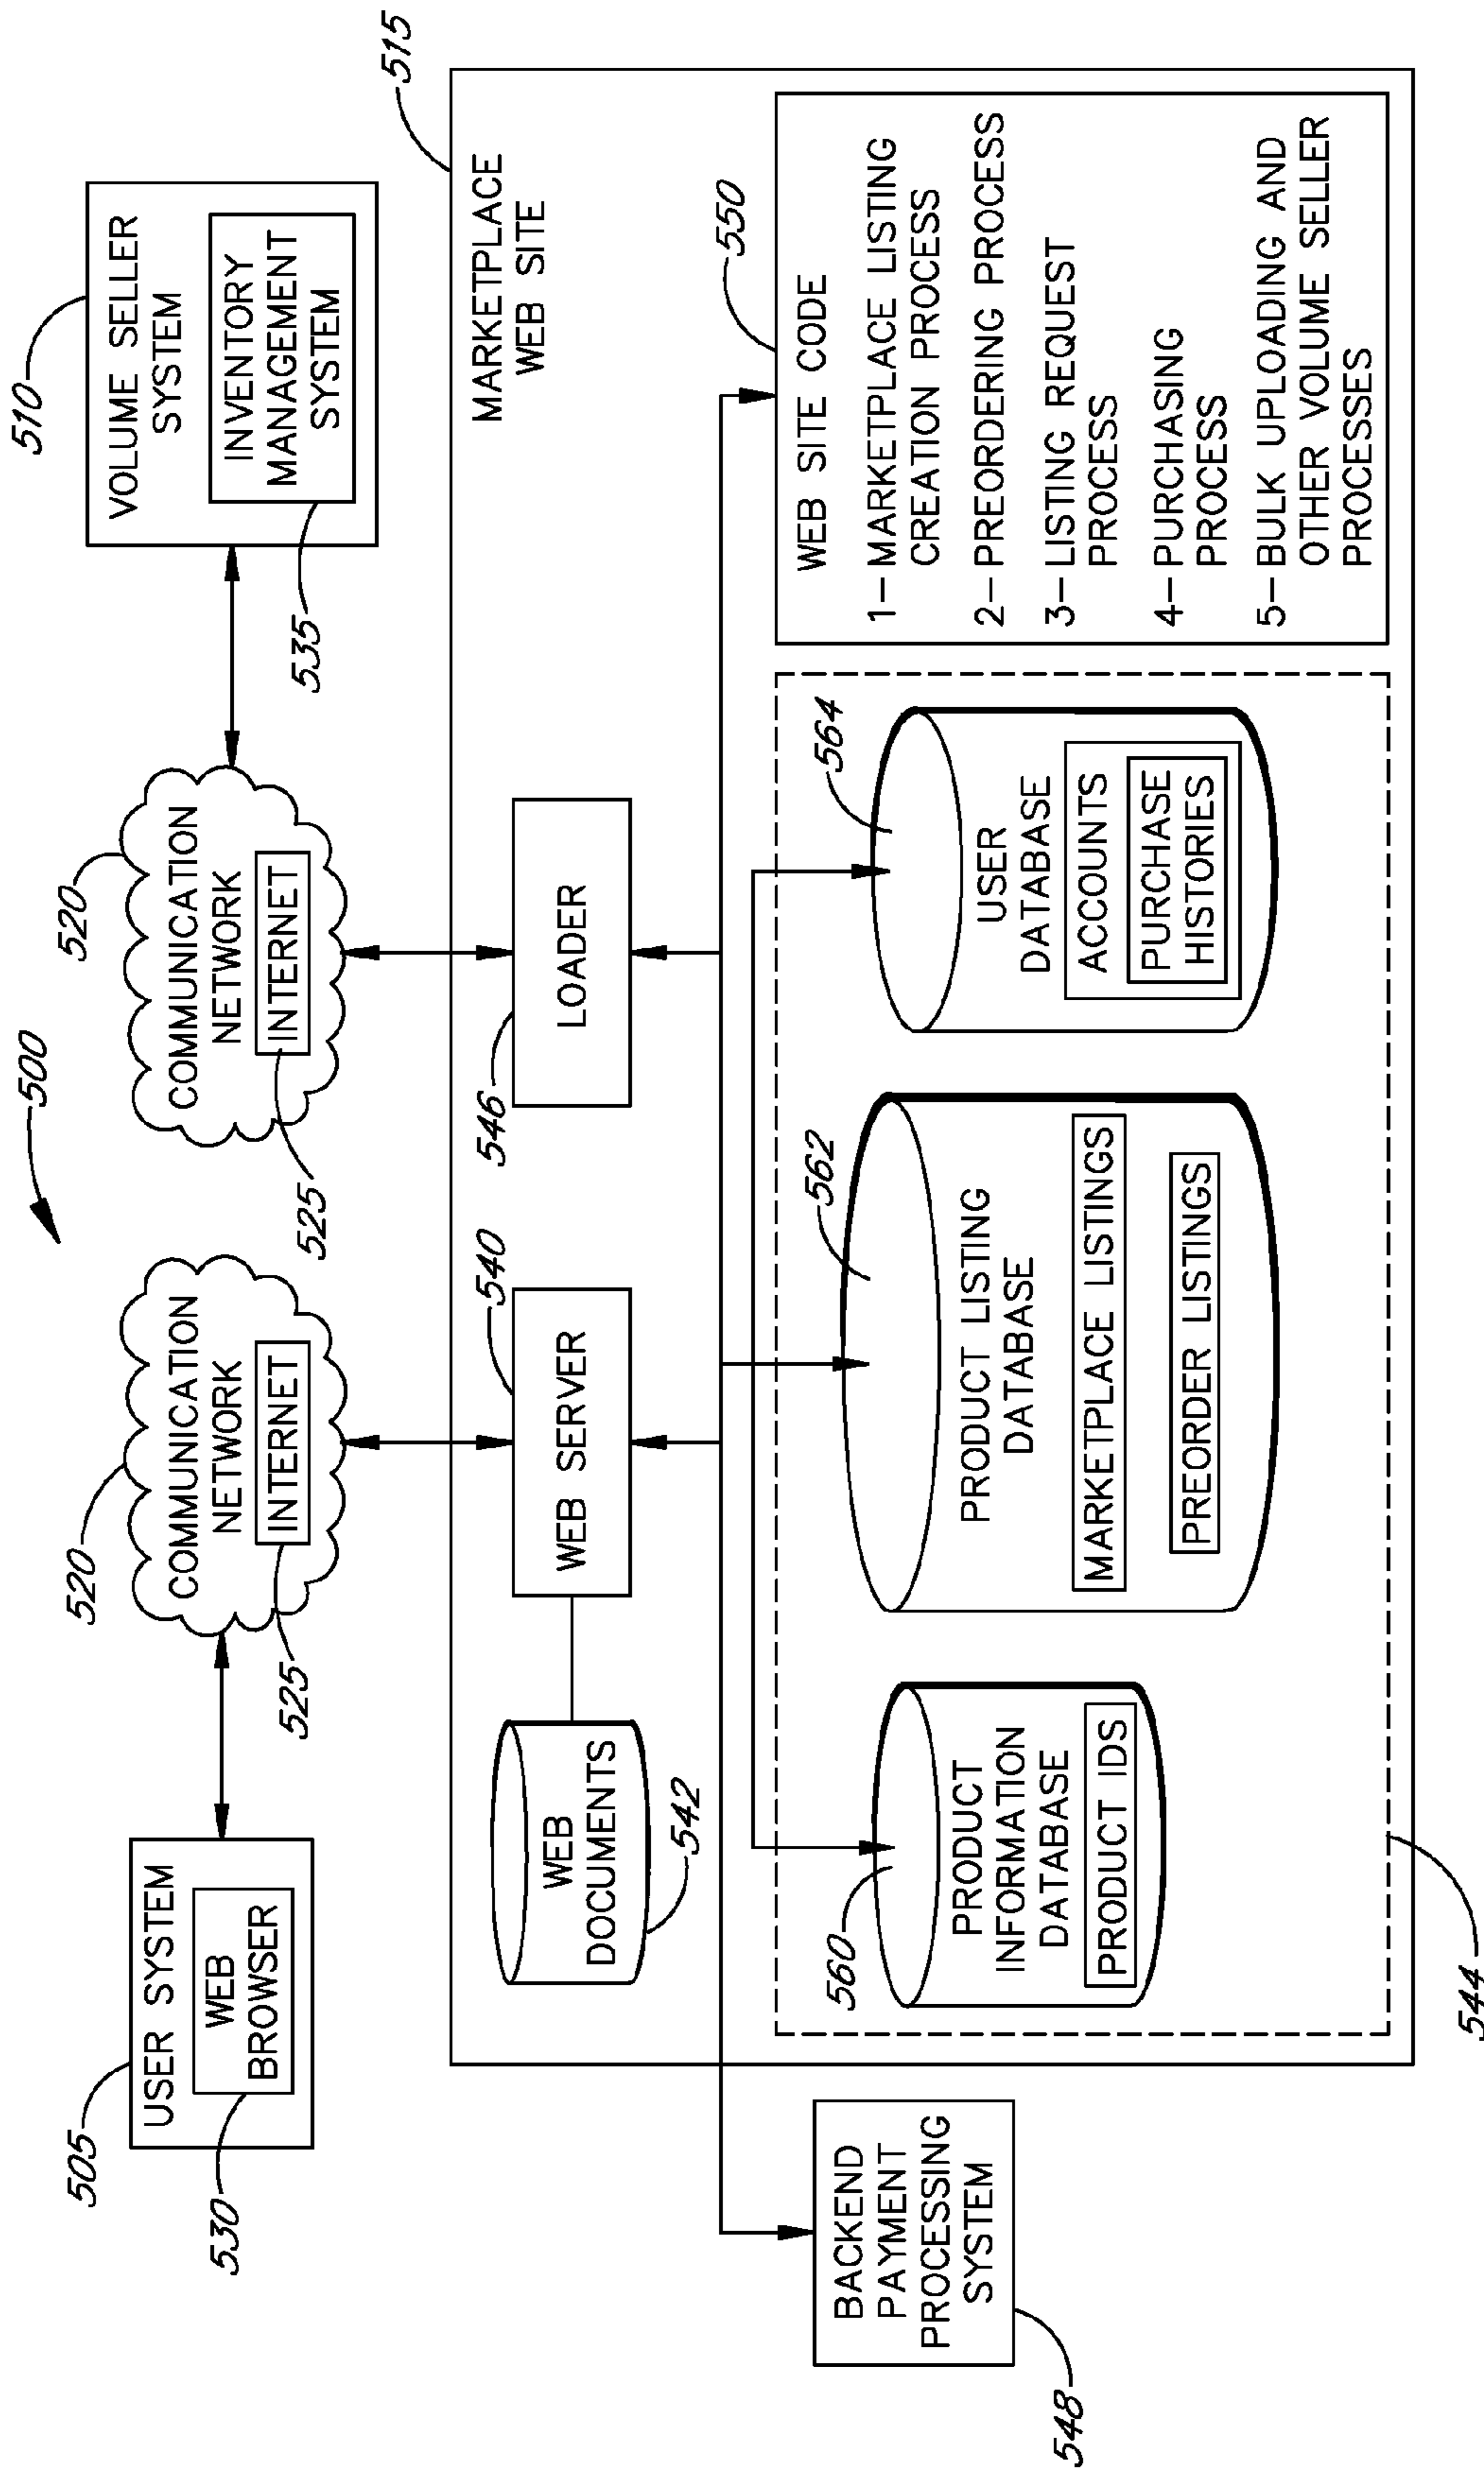 500
505
USER SYSTEM
WEB
BROWSER
530
520
COMMUNICATION
NETWORK
INTERNET
525
520
COMMUNICATION
NETWORK
INTERNET
525
510
VOLUME SELLER
SYSTEM
INVENTORY
MANAGEMENT
SYSTEM
535
515
MARKETPLACE
WEB SITE
WEB
DOCUMENTS
542
540
WEB SERVER
546
LOADER
BACKEND
PAYMENT
PROCESSING
SYSTEM
548
560
PRODUCT
INFORMATION
DATABASE
PRODUCT IDS
562
PRODUCT LISTING
DATABASE
MARKETPLACE LISTINGS
PREORDER LISTINGS
564
USER
DATABASE
ACCOUNTS
PURCHASE
HISTORIES
544
550
WEB SITE CODE
1–MARKETPLACE LISTING
CREATION PROCESS
2–PREORDERING PROCESS
3–LISTING REQUEST
PROCESS
4–PURCHASING
PROCESS
5–BULK UPLOADING AND
OTHER VOLUME SELLER
PROCESSES